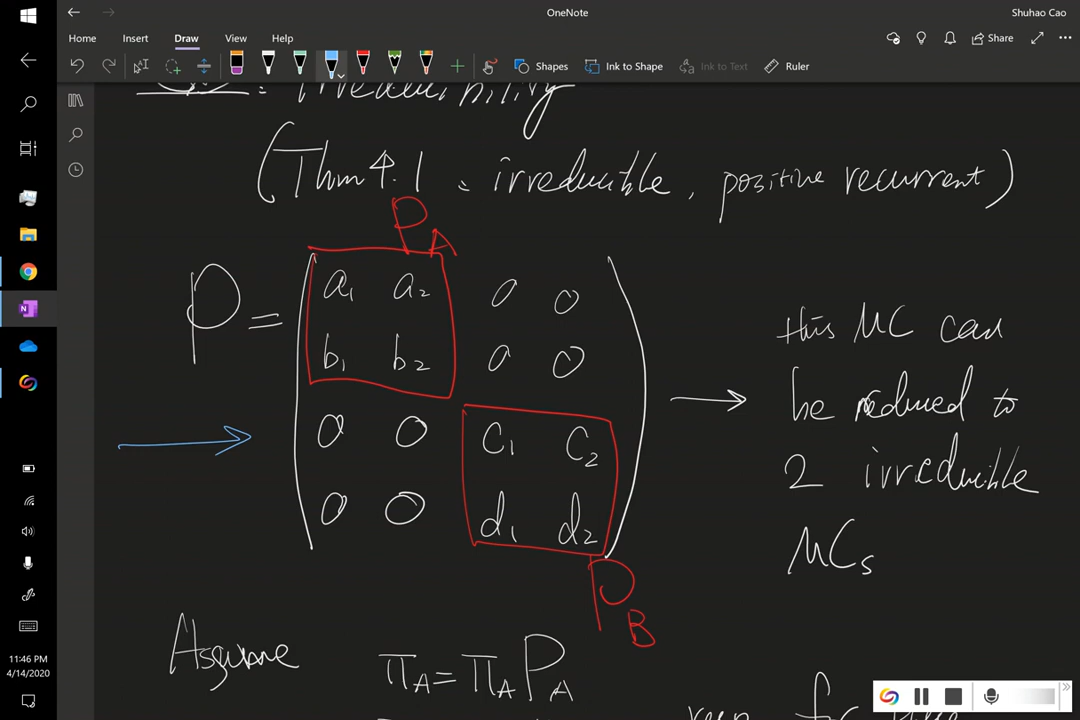 OneNote
Shuhao Cao
Home Insert Draw View Help
Share
Shapes Ink to Shape Ink to Text Ruler
: Irreducibility
(Thm 4.1 : irreducible, positive recurrent)
P_A
P = ( a₁ a₂ 0 0
b₁ b₂ 0 0
0 0 c₁ c₂
0 0 d₁ d₂ )
→ this MC can
be reduced to
2 irreducible
MCs
P_B
Assume
π_A = π_A P_A
11:46 PM
4/14/2020